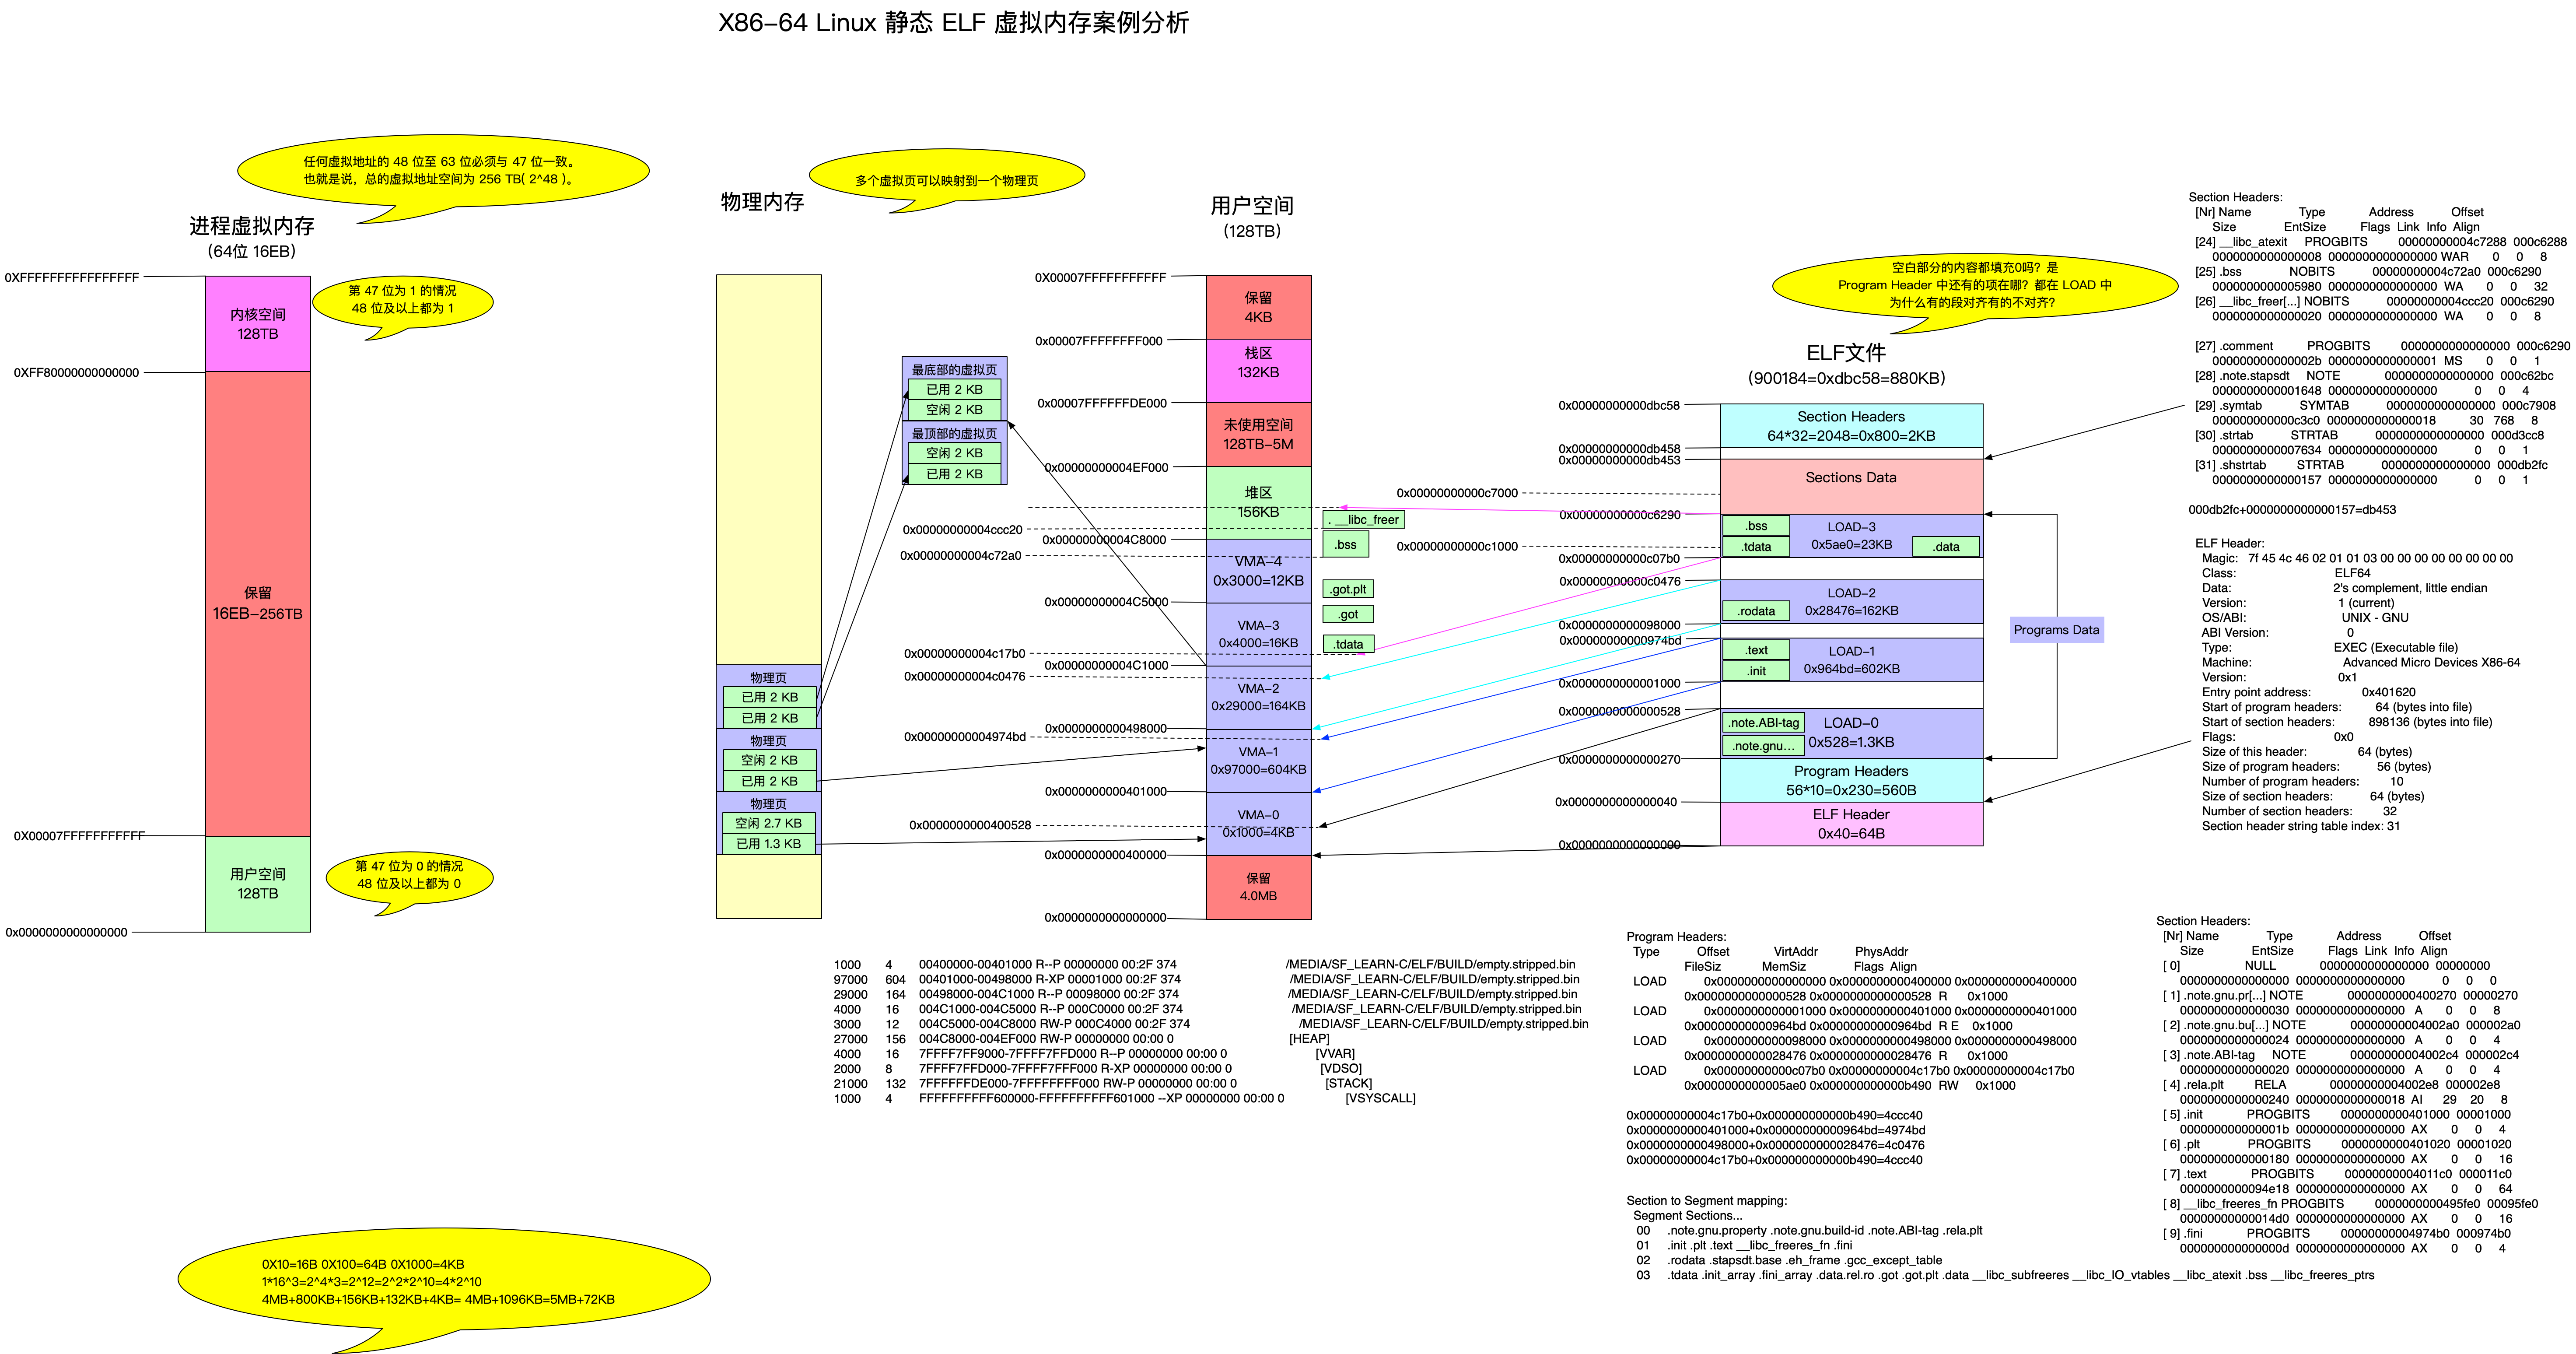 X86-64 Linux 静态 ELF 虚拟内存案例分析
任何虚拟地址的 48 位至 63 位必须与 47 位一致。
也就是说，总的虚拟地址空间为 256 TB( 2^48 )。
进程虚拟内存
(64位 16EB)
0XFFFFFFFFFFFFFFFF
内核空间
128TB
第 47 位为 1 的情况
48 位及以上都为 1
0XFF80000000000000
保留
16EB-256TB
0X00007FFFFFFFFFFF
用户空间
128TB
第 47 位为 0 的情况
48 位及以上都为 0
0x0000000000000000
0X10=16B 0X100=64B 0X1000=4KB
1*16^3=2^4*3=2^12=2^2*2^10=4*2^10
4MB+800KB+156KB+132KB+4KB= 4MB+1096KB=5MB+72KB
物理内存
多个虚拟页可以映射到一个物理页
最底部的虚拟页
已用 2 KB
空闲 2 KB
最顶部的虚拟页
空闲 2 KB
已用 2 KB
物理页
已用 2 KB
已用 2 KB
物理页
空闲 2 KB
已用 2 KB
物理页
空闲 2.7 KB
已用 1.3 KB
用户空间
(128TB)
0X00007FFFFFFFFFFF
保留
4KB
0x00007FFFFFFFF000
栈区
132KB
0x00007FFFFFFDE000
未使用空间
128TB-5M
0x00000000004EF000
堆区
156KB
. __libc_freer
0x00000000004ccc20
0x00000000004C8000
.bss
0x00000000004c72a0
VMA-4
0x3000=12KB
.got.plt
0x00000000004C5000
.got
VMA-3
0x4000=16KB
.tdata
0x00000000004c17b0
0x00000000004C1000
0x00000000004c0476
VMA-2
0x29000=164KB
0x0000000000498000
0x00000000004974bd
VMA-1
0x97000=604KB
0x0000000000401000
VMA-0
0x1000=4KB
0x0000000000400528
0x0000000000400000
保留
4.0MB
0x0000000000000000
空白部分的内容都填充0吗？是
Program Header 中还有的项在哪？都在 LOAD 中
为什么有的段对齐有的不对齐？
ELF文件
(900184=0xdbc58=880KB)
0x00000000000dbc58
Section Headers
64*32=2048=0x800=2KB
0x00000000000db458
0x00000000000db453
Sections Data
0x00000000000c7000
0x00000000000c6290
.bss
LOAD-3
0x5ae0=23KB
.tdata
.data
0x00000000000c1000
0x00000000000c07b0
0x00000000000c0476
LOAD-2
0x28476=162KB
.rodata
0x0000000000098000
0x00000000000974bd
.text
LOAD-1
0x964bd=602KB
.init
0x0000000000001000
0x0000000000000528
.note.ABI-tag
LOAD-0
0x528=1.3KB
.note.gnu...
0x0000000000000270
Program Headers
56*10=0x230=560B
0x0000000000000040
ELF Header
0x40=64B
0x0000000000000000
Programs Data
Section Headers:
[Nr] Name Type Address Offset
Size EntSize Flags Link Info Align
[24] __libc_atexit PROGBITS 00000000004c7288 000c6288
0000000000000008 0000000000000000 WAR 0 0 8
[25] .bss NOBITS 00000000004c72a0 000c6290
0000000000005980 0000000000000000 WA 0 0 32
[26] __libc_freer[...] NOBITS 00000000004ccc20 000c6290
0000000000000020 0000000000000000 WA 0 0 8
[27] .comment PROGBITS 0000000000000000 000c6290
000000000000002b 0000000000000001 MS 0 0 1
[28] .note.stapsdt NOTE 0000000000000000 000c62bc
0000000000001648 0000000000000000 0 0 4
[29] .symtab SYMTAB 0000000000000000 000c7908
000000000000c3c0 0000000000000018 30 768 8
[30] .strtab STRTAB 0000000000000000 000d3cc8
0000000000007634 0000000000000000 0 0 1
[31] .shstrtab STRTAB 0000000000000000 000db2fc
0000000000000157 0000000000000000 0 0 1
000db2fc+0000000000000157=db453
ELF Header:
Magic: 7f 45 4c 46 02 01 01 03 00 00 00 00 00 00 00 00
Class: ELF64
Data: 2's complement, little endian
Version: 1 (current)
OS/ABI: UNIX - GNU
ABI Version: 0
Type: EXEC (Executable file)
Machine: Advanced Micro Devices X86-64
Version: 0x1
Entry point address: 0x401620
Start of program headers: 64 (bytes into file)
Start of section headers: 898136 (bytes into file)
Flags: 0x0
Size of this header: 64 (bytes)
Size of program headers: 56 (bytes)
Number of program headers: 10
Size of section headers: 64 (bytes)
Number of section headers: 32
Section header string table index: 31
1000 4 00400000-00401000 R--P 00000000 00:2F 374 /MEDIA/SF_LEARN-C/ELF/BUILD/empty.stripped.bin
97000 604 00401000-00498000 R-XP 00001000 00:2F 374 /MEDIA/SF_LEARN-C/ELF/BUILD/empty.stripped.bin
29000 164 00498000-004C1000 R--P 00098000 00:2F 374 /MEDIA/SF_LEARN-C/ELF/BUILD/empty.stripped.bin
4000 16 004C1000-004C5000 R--P 000C0000 00:2F 374 /MEDIA/SF_LEARN-C/ELF/BUILD/empty.stripped.bin
3000 12 004C5000-004C8000 RW-P 000C4000 00:2F 374 /MEDIA/SF_LEARN-C/ELF/BUILD/empty.stripped.bin
27000 156 004C8000-004EF000 RW-P 00000000 00:00 0 [HEAP]
4000 16 7FFFF7FF9000-7FFFF7FFD000 R--P 00000000 00:00 0 [VVAR]
2000 8 7FFFF7FFD000-7FFFF7FFF000 R-XP 00000000 00:00 0 [VDSO]
21000 132 7FFFFFFDE000-7FFFFFFFF000 RW-P 00000000 00:00 0 [STACK]
1000 4 FFFFFFFFFF600000-FFFFFFFFFF601000 --XP 00000000 00:00 0 [VSYSCALL]
Program Headers:
Type Offset VirtAddr PhysAddr
FileSiz MemSiz Flags Align
LOAD 0x0000000000000000 0x0000000000400000 0x0000000000400000
0x0000000000000528 0x0000000000000528 R 0x1000
LOAD 0x0000000000001000 0x0000000000401000 0x0000000000401000
0x00000000000964bd 0x00000000000964bd R E 0x1000
LOAD 0x0000000000098000 0x0000000000498000 0x0000000000498000
0x0000000000028476 0x0000000000028476 R 0x1000
LOAD 0x00000000000c07b0 0x00000000004c17b0 0x00000000004c17b0
0x0000000000005ae0 0x000000000000b490 RW 0x1000
0x00000000004c17b0+0x000000000000b490=4ccc40
0x0000000000401000+0x00000000000964bd=4974bd
0x0000000000498000+0x0000000000028476=4c0476
0x00000000004c17b0+0x000000000000b490=4ccc40
Section to Segment mapping:
Segment Sections...
00 .note.gnu.property .note.gnu.build-id .note.ABI-tag .rela.plt
01 .init .plt .text __libc_freeres_fn .fini
02 .rodata .stapsdt.base .eh_frame .gcc_except_table
03 .tdata .init_array .fini_array .data.rel.ro .got .got.plt .data __libc_subfreeres __libc_IO_vtables __libc_atexit .bss __libc_freeres_ptrs
Section Headers:
[Nr] Name Type Address Offset
Size EntSize Flags Link Info Align
[ 0] NULL 0000000000000000 00000000
0000000000000000 0000000000000000 0 0 0
[ 1] .note.gnu.pr[...] NOTE 0000000000400270 00000270
0000000000000030 0000000000000000 A 0 0 8
[ 2] .note.gnu.bu[...] NOTE 00000000004002a0 000002a0
0000000000000024 0000000000000000 A 0 0 4
[ 3] .note.ABI-tag NOTE 00000000004002c4 000002c4
0000000000000020 0000000000000000 A 0 0 4
[ 4] .rela.plt RELA 00000000004002e8 000002e8
0000000000000240 0000000000000018 AI 29 20 8
[ 5] .init PROGBITS 0000000000401000 00001000
000000000000001b 0000000000000000 AX 0 0 4
[ 6] .plt PROGBITS 0000000000401020 00001020
0000000000000180 0000000000000000 AX 0 0 16
[ 7] .text PROGBITS 00000000004011c0 000011c0
0000000000094e18 0000000000000000 AX 0 0 64
[ 8] __libc_freeres_fn PROGBITS 0000000000495fe0 00095fe0
00000000000014d0 0000000000000000 AX 0 0 16
[ 9] .fini PROGBITS 00000000004974b0 000974b0
000000000000000d 0000000000000000 AX 0 0 4